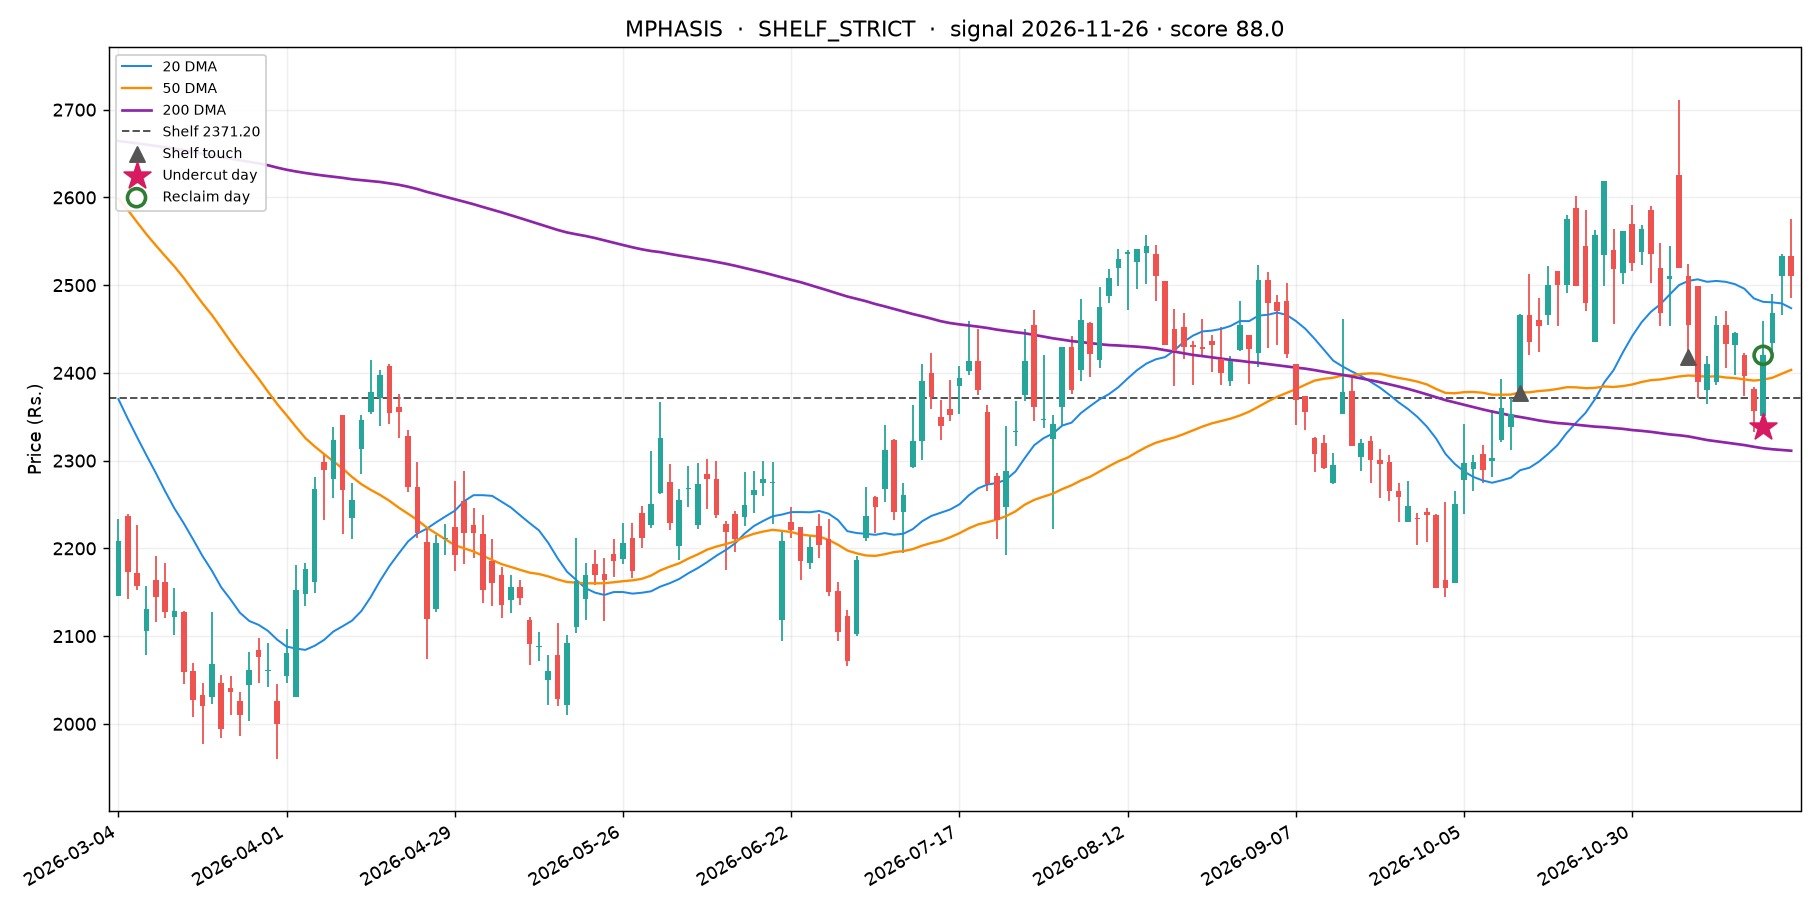 MPHASIS · SHELF_STRICT · signal 2026-11-26 · score 88.0
20 DMA
50 DMA
200 DMA
Shelf 2371.20
Shelf touch
Undercut day
Reclaim day
Price (Rs.)
2700
2600
2500
2400
2300
2200
2100
2000
2026-03-04
2026-04-01
2026-04-29
2026-05-26
2026-06-22
2026-07-17
2026-08-12
2026-09-07
2026-10-05
2026-10-30